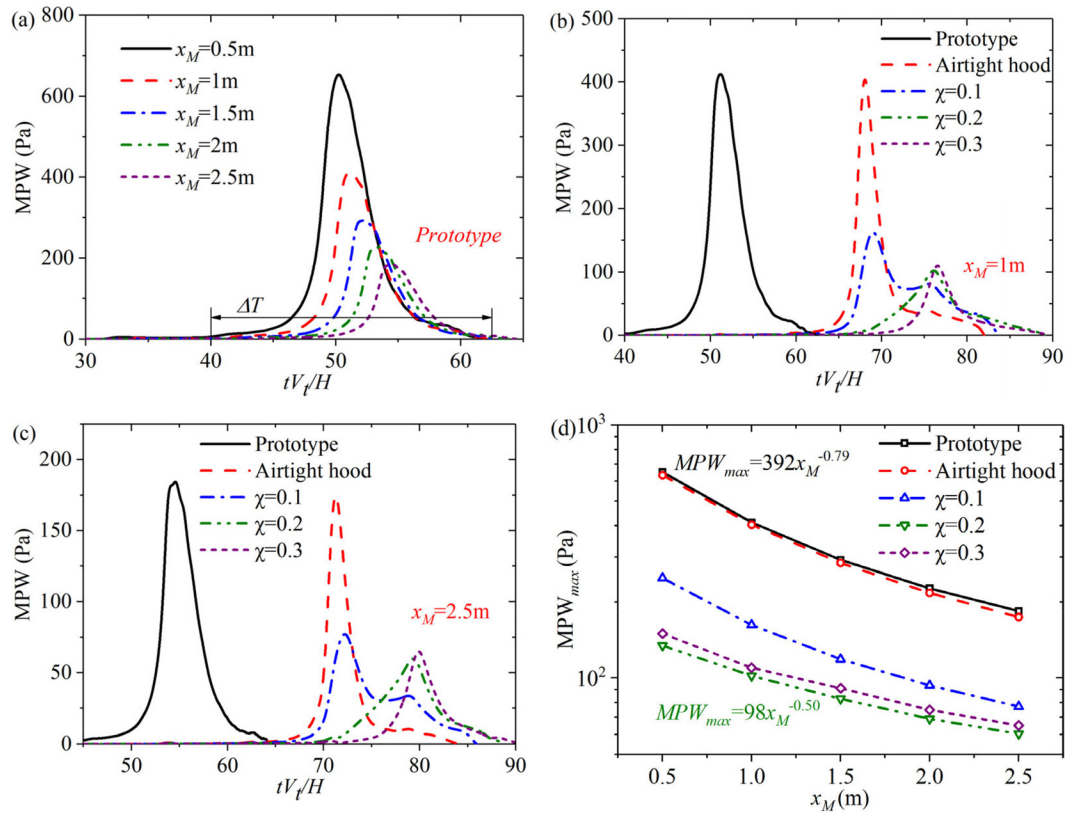 (a)
800
600
400
200
0
MPW (Pa)
x_M=0.5m
x_M=1m
x_M=1.5m
x_M=2m
x_M=2.5m
Prototype
ΔT
30 40 50 60
tV_t/H
(b)
500
400
300
200
100
0
MPW (Pa)
Prototype
Airtight hood
χ=0.1
χ=0.2
χ=0.3
x_M=1m
40 50 60 70 80 90
tV_t/H
(c)
200
150
100
50
0
MPW (Pa)
Prototype
Airtight hood
χ=0.1
χ=0.2
χ=0.3
x_M=2.5m
50 60 70 80 90
tV_t/H
(d)
10^3
10^2
MPW_max (Pa)
Prototype
Airtight hood
χ=0.1
χ=0.2
χ=0.3
MPW_max=392x_M^-0.79
MPW_max=98x_M^-0.50
0.5 1.0 1.5 2.0 2.5
x_M(m)